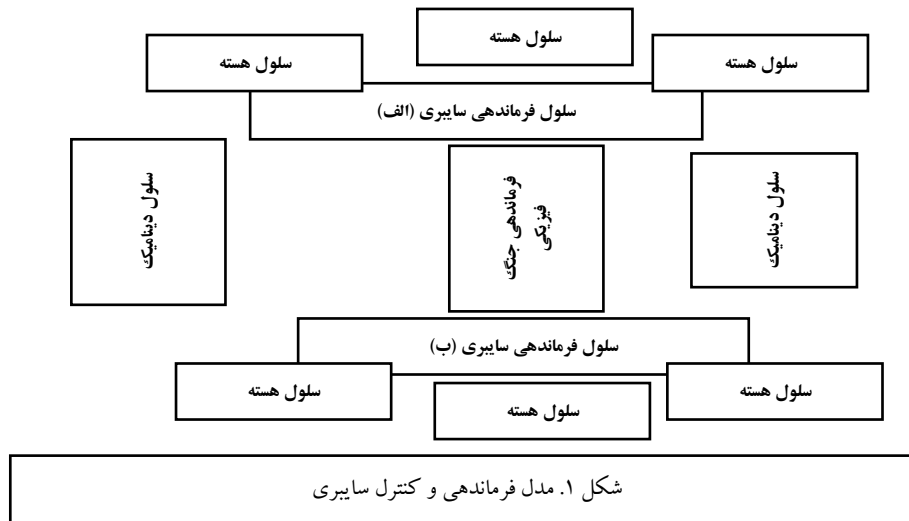 سلول هسته
سلول هسته
سلول هسته
سلول فرماندهی سایبری (الف)
سلول دینامیک
فرماندهی جنگ
فیزیکی
سلول دینامیک
سلول فرماندهی سایبری (ب)
سلول هسته
سلول هسته
سلول هسته
شکل ۱. مدل فرماندهی و کنترل سایبری